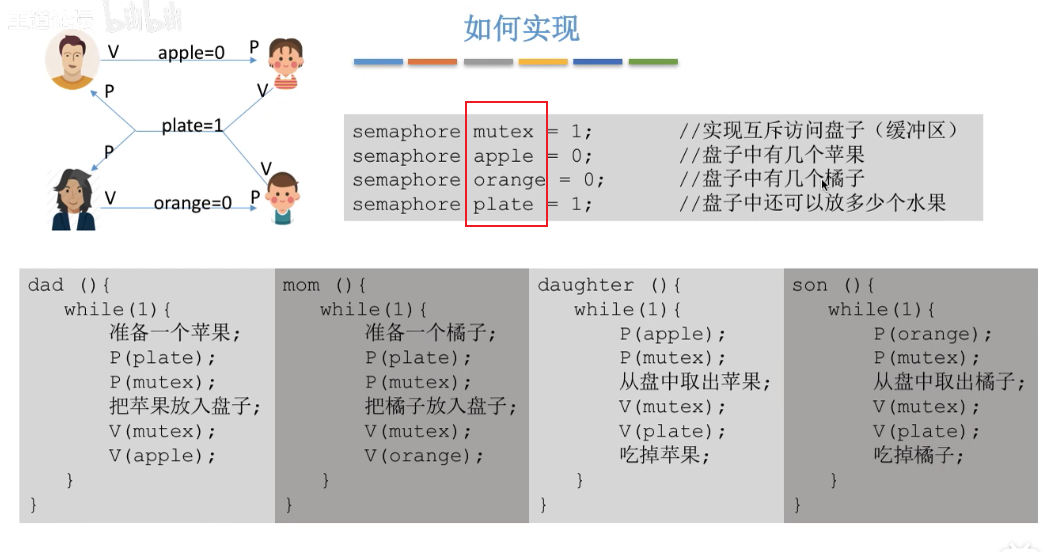 王道论坛 bilibili
如何实现
V apple=0 P
P V
plate=1
P V
V orange=0 P
semaphore mutex = 1; //实现互斥访问盘子（缓冲区）
semaphore apple = 0; //盘子中有几个苹果
semaphore orange = 0; //盘子中有几个橘子
semaphore plate = 1; //盘子中还可以放多少个水果
dad (){
while(1){
准备一个苹果;
P(plate);
P(mutex);
把苹果放入盘子;
V(mutex);
V(apple);
}
}
mom (){
while(1){
准备一个橘子;
P(plate);
P(mutex);
把橘子放入盘子;
V(mutex);
V(orange);
}
}
daughter (){
while(1){
P(apple);
P(mutex);
从盘中取出苹果;
V(mutex);
V(plate);
吃掉苹果;
}
}
son (){
while(1){
P(orange);
P(mutex);
从盘中取出橘子;
V(mutex);
V(plate);
吃掉橘子;
}
}